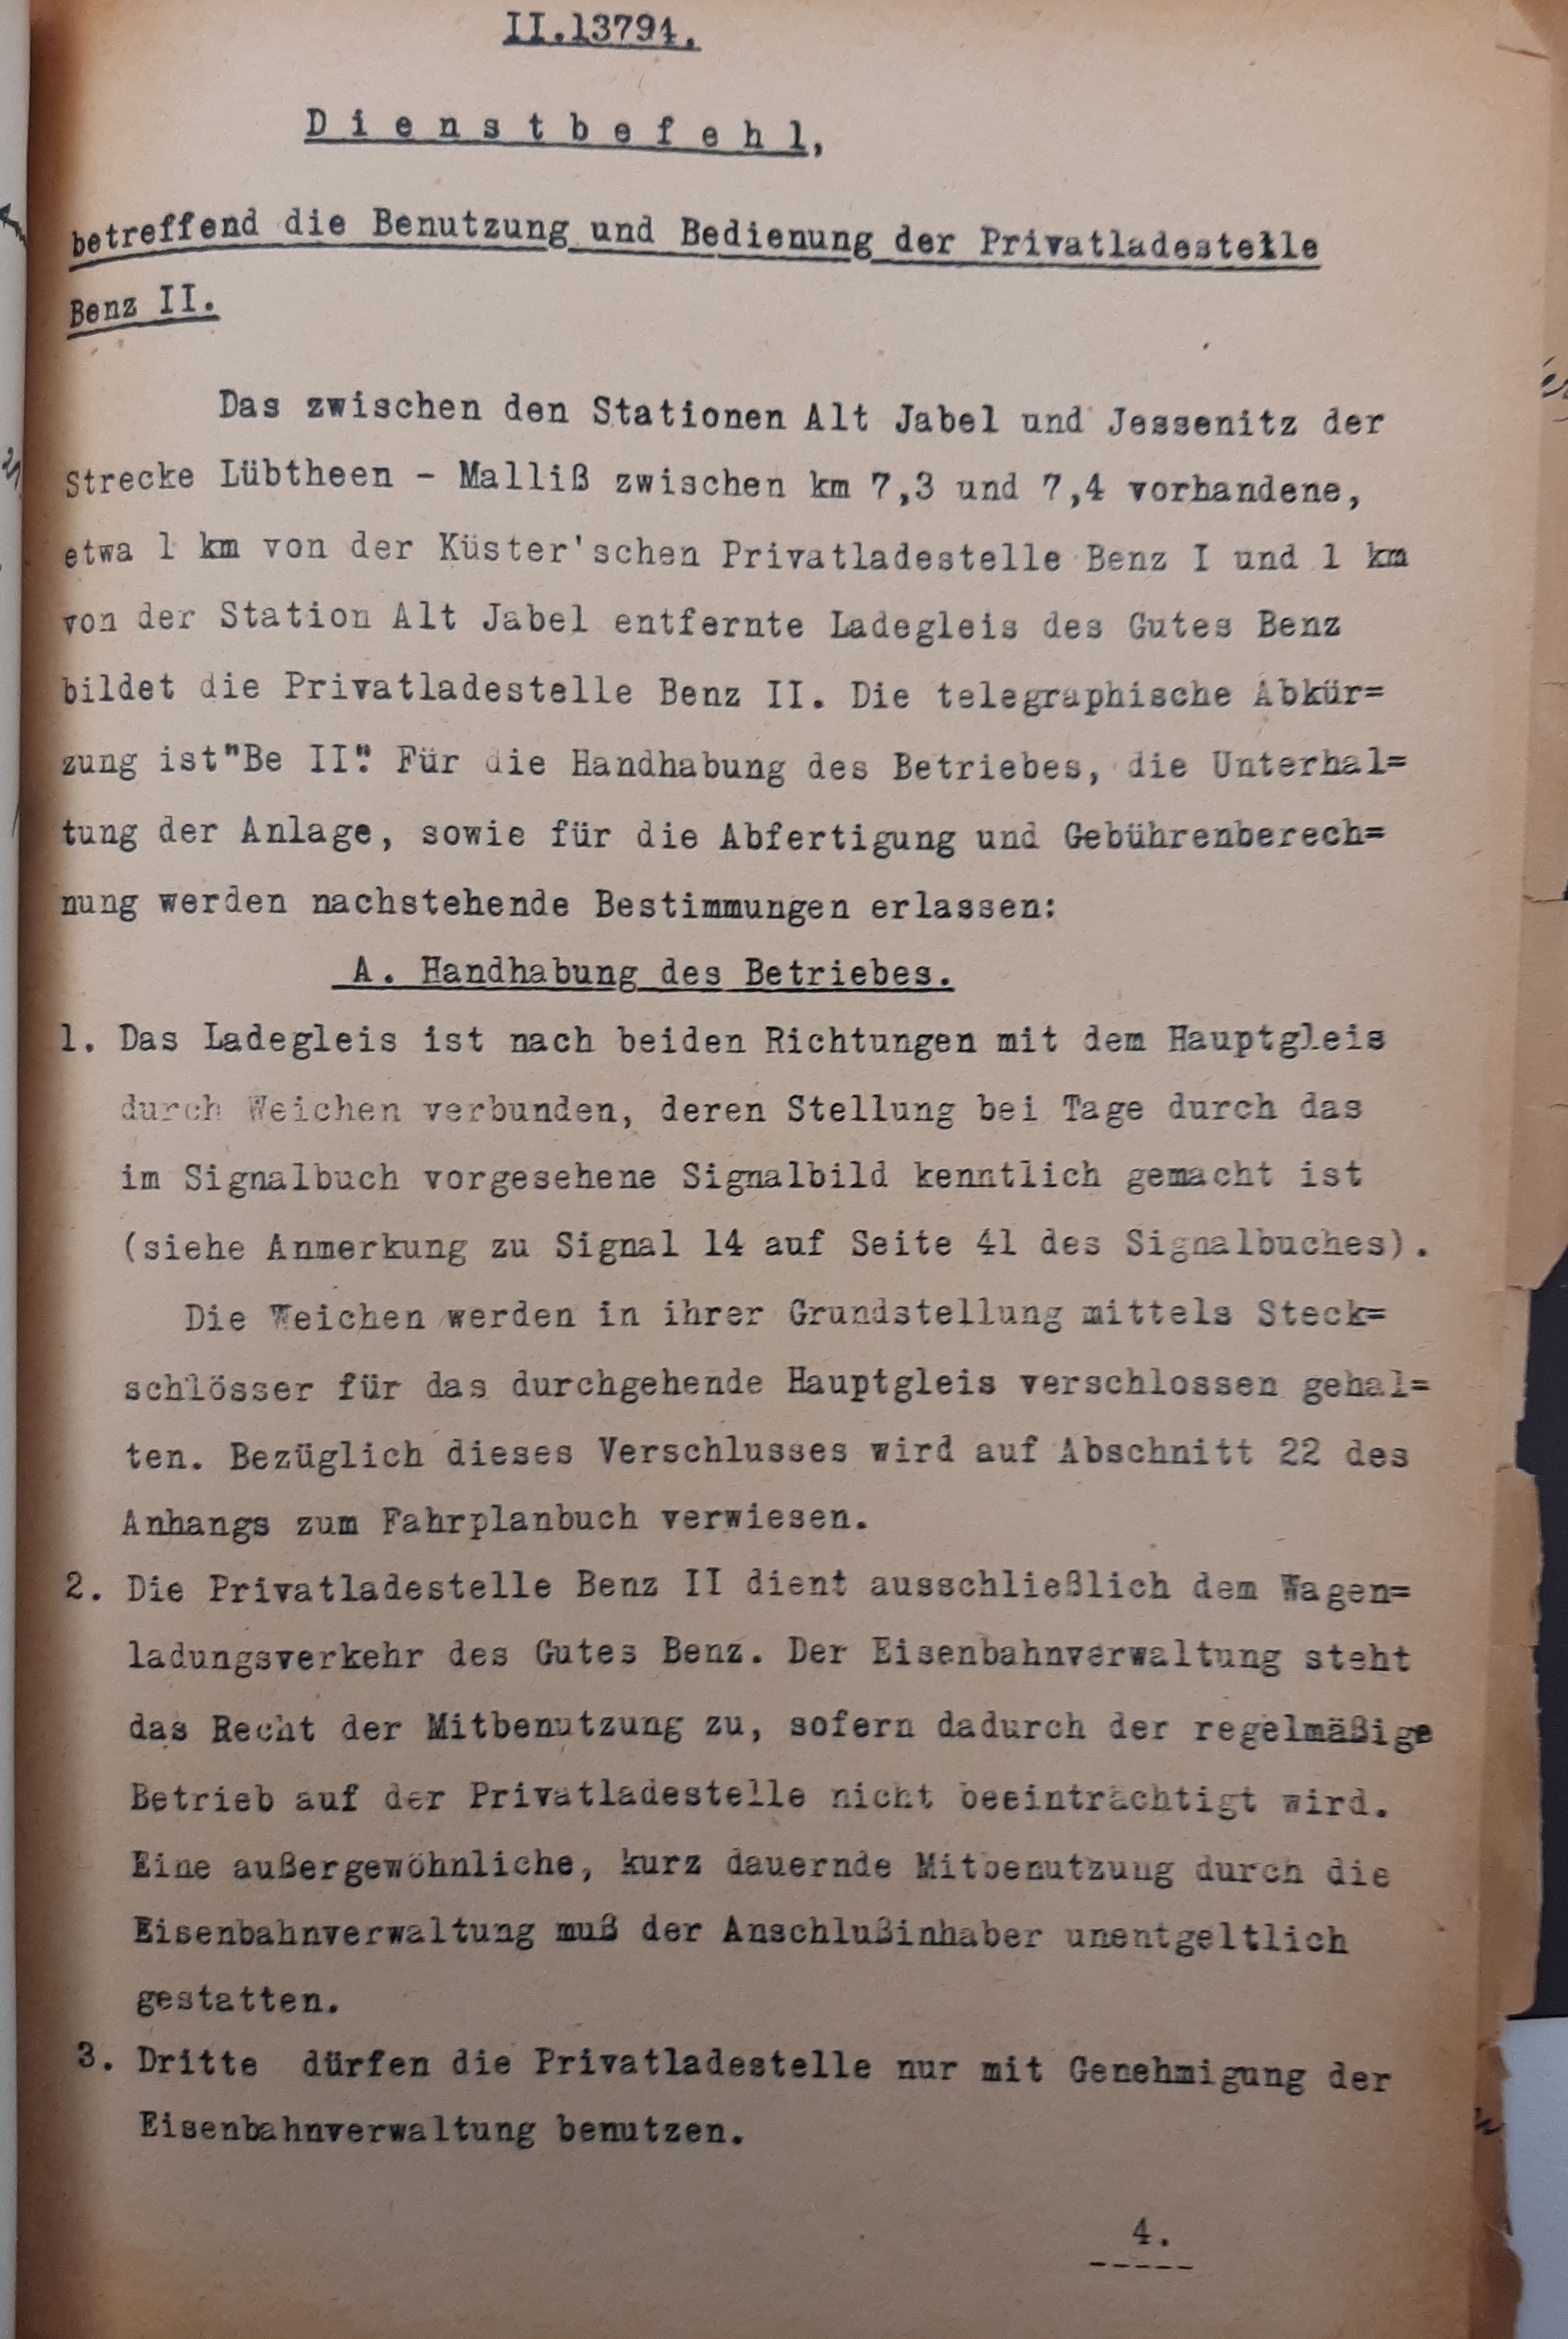 II.13794.
Dienstbefehl,
betreffend die Benutzung und Bedienung der Privatladestelle
Benz II.
Das zwischen den Stationen Alt Jabel und Jessenitz der
Strecke Lübtheen - Malliß zwischen km 7,3 und 7,4 vorhandene,
etwa 1 km von der Küster'schen Privatladestelle Benz I und 1 km
von der Station Alt Jabel entfernte Ladegleis des Gutes Benz
bildet die Privatladestelle Benz II. Die telegraphische Abkür=
zung ist"Be II". Für die Handhabung des Betriebes, die Unterhal=
tung der Anlage, sowie für die Abfertigung und Gebührenberech=
nung werden nachstehende Bestimmungen erlassen:
A. Handhabung des Betriebes.
1. Das Ladegleis ist nach beiden Richtungen mit dem Hauptgleis
durch Weichen verbunden, deren Stellung bei Tage durch das
im Signalbuch vorgesehene Signalbild kenntlich gemacht ist
(siehe Anmerkung zu Signal 14 auf Seite 41 des Signalbuches).
Die Weichen werden in ihrer Grundstellung mittels Steck=
schlösser für das durchgehende Hauptgleis verschlossen gehal=
ten. Bezüglich dieses Verschlusses wird auf Abschnitt 22 des
Anhangs zum Fahrplanbuch verwiesen.
2. Die Privatladestelle Benz II dient ausschließlich dem Wagen=
ladungsverkehr des Gutes Benz. Der Eisenbahnverwaltung steht
das Recht der Mitbenutzung zu, sofern dadurch der regelmäßige
Betrieb auf der Privatladestelle nicht beeinträchtigt wird.
Eine außergewöhnliche, kurz dauernde Mitbenutzung durch die
Eisenbahnverwaltung muß der Anschlußinhaber unentgeltlich
gestatten.
3. Dritte dürfen die Privatladestelle nur mit Genehmigung der
Eisenbahnverwaltung benutzen.
4.